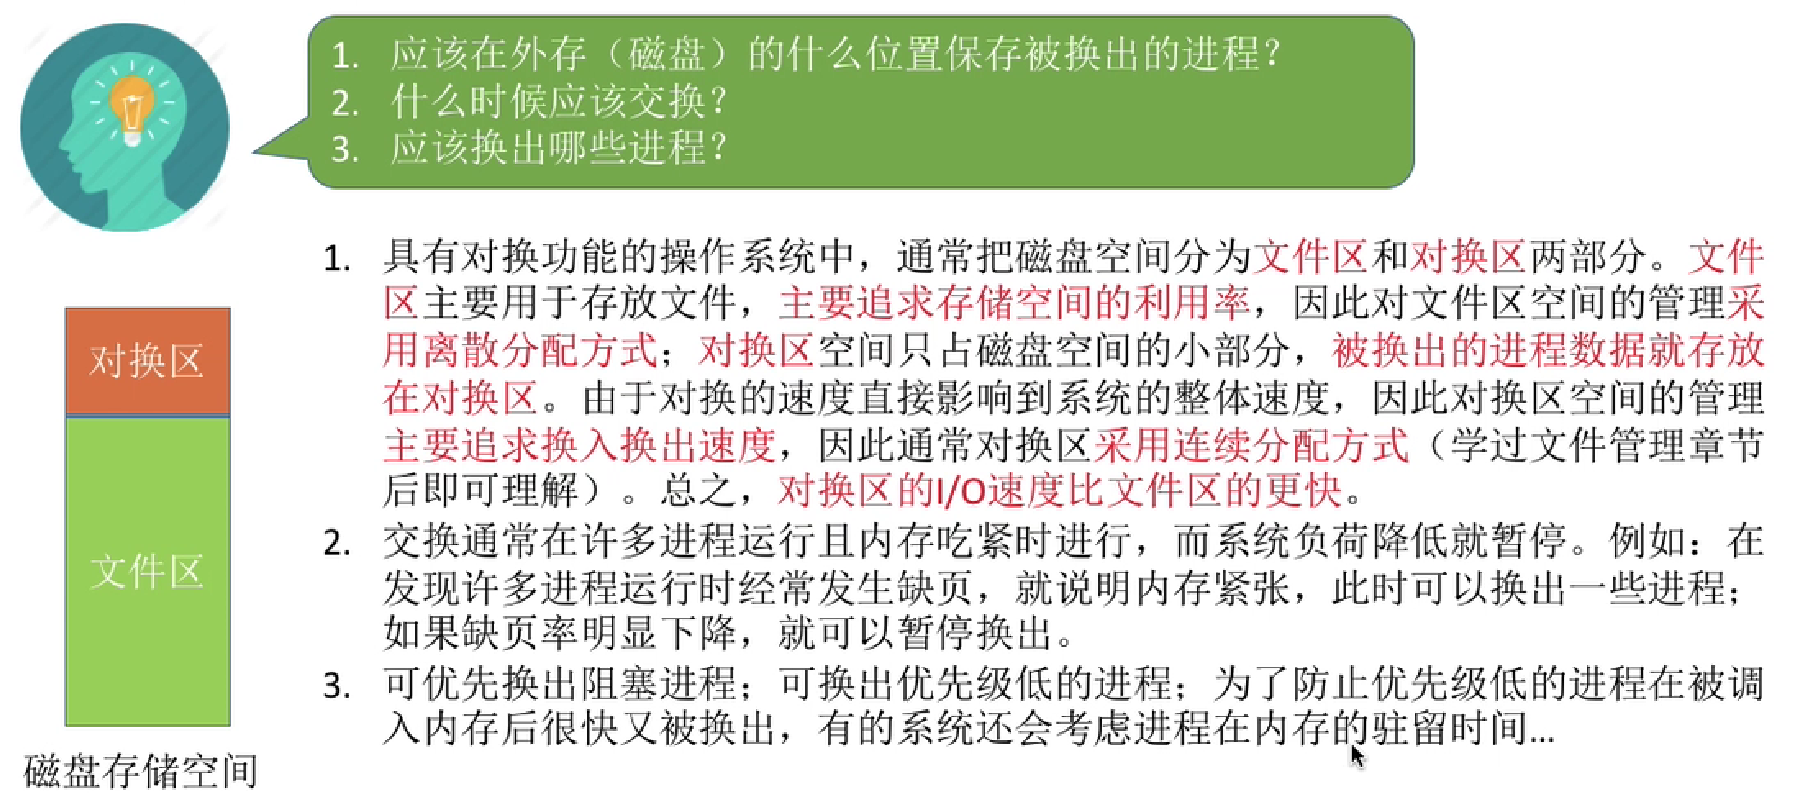 1. 应该在外存（磁盘）的什么位置保存被换出的进程？
2. 什么时候应该交换？
3. 应该换出哪些进程？
1. 具有对换功能的操作系统中，通常把磁盘空间分为文件区和对换区两部分。文件
区主要用于存放文件，主要追求存储空间的利用率，因此对文件区空间的管理采
用离散分配方式；对换区空间只占磁盘空间的小部分，被换出的进程数据就存放
在对换区。由于对换的速度直接影响到系统的整体速度，因此对换区空间的管理
主要追求换入换出速度，因此通常对换区采用连续分配方式（学过文件管理章节
后即可理解）。总之，对换区的I/O速度比文件区的更快。
2. 交换通常在许多进程运行且内存吃紧时进行，而系统负荷降低就暂停。例如：在
发现许多进程运行时经常发生缺页，就说明内存紧张，此时可以换出一些进程；
如果缺页率明显下降，就可以暂停换出。
3. 可优先换出阻塞进程；可换出优先级低的进程；为了防止优先级低的进程在被调
入内存后很快又被换出，有的系统还会考虑进程在内存的驻留时间…
对换区
文件区
磁盘存储空间